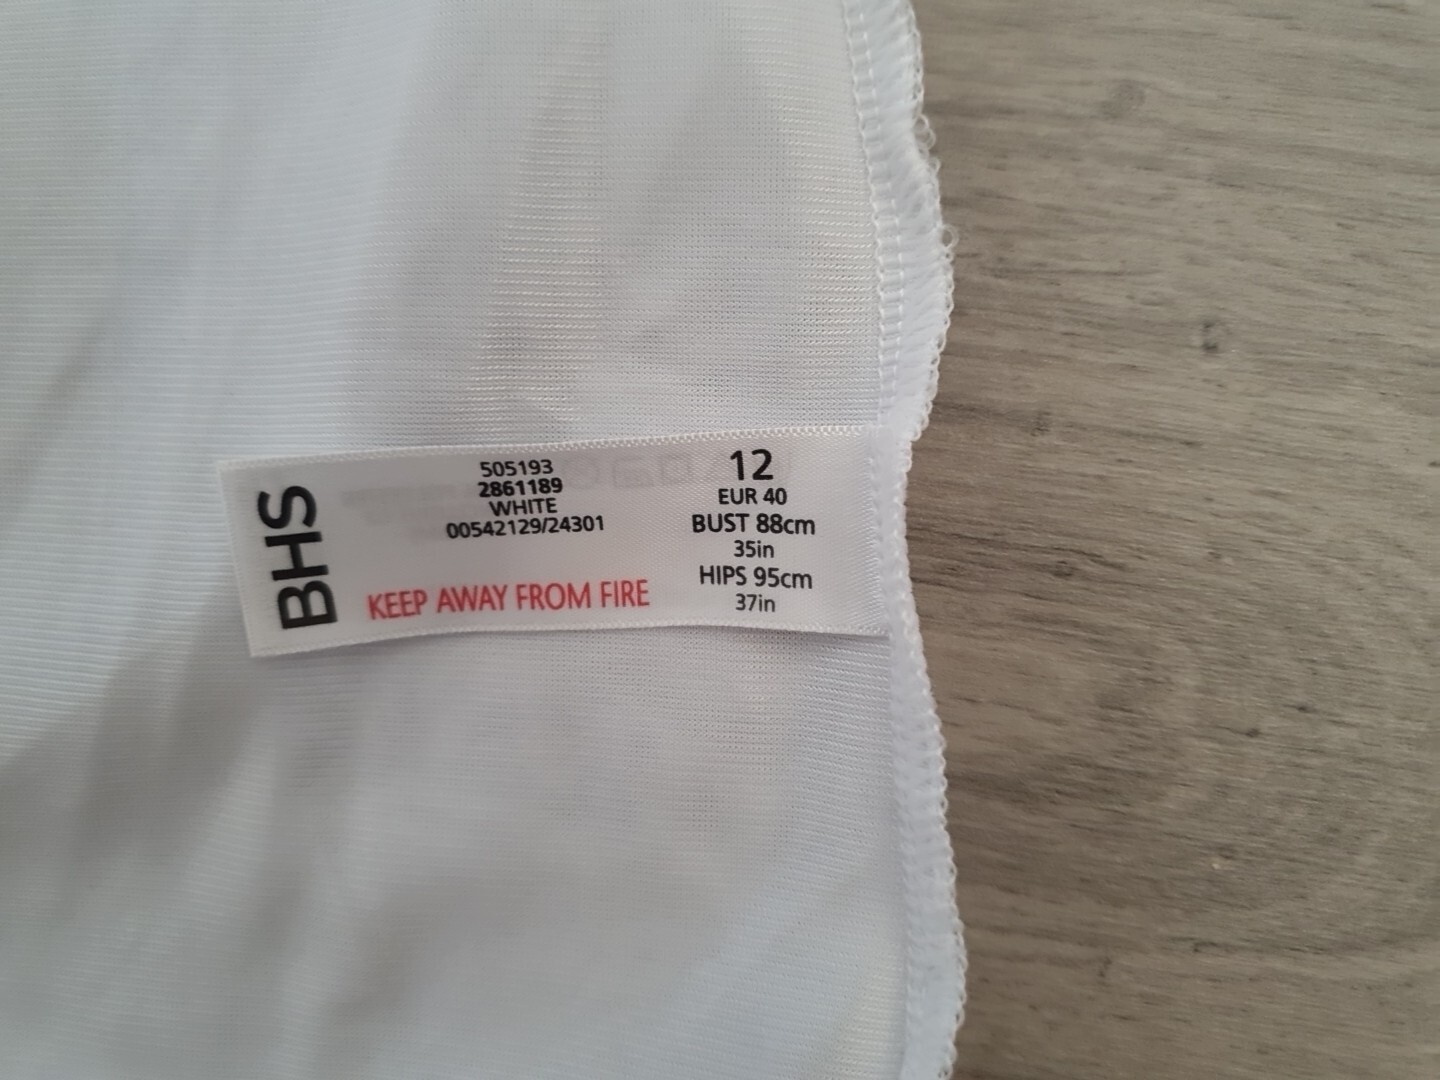 BHS
505193
2861189
WHITE
00542129/24301
KEEP AWAY FROM FIRE
12
EUR 40
BUST 88cm
35in
HIPS 95cm
37in